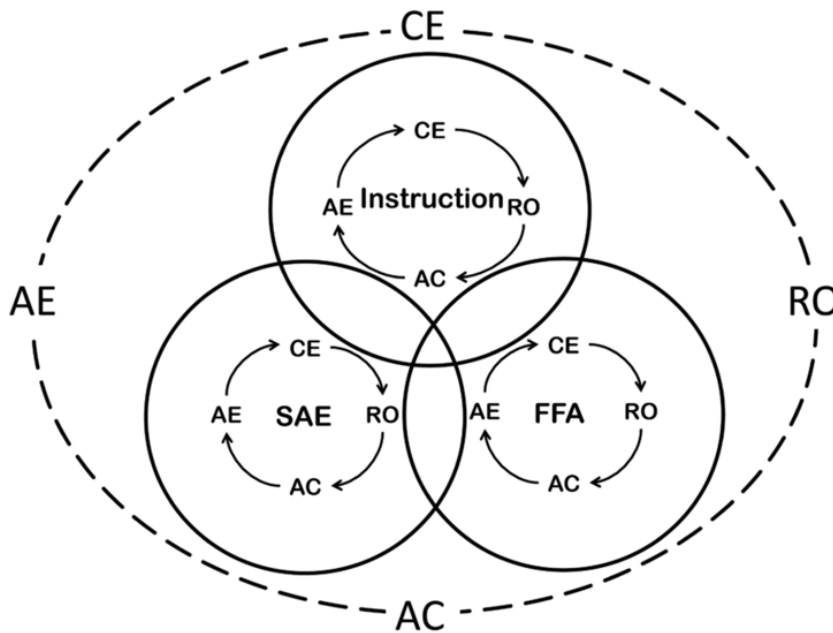 CE
CE
AE Instruction RO
AC
AE RO
CE CE
AE SAE RO AE FFA RO
AC AC
AC